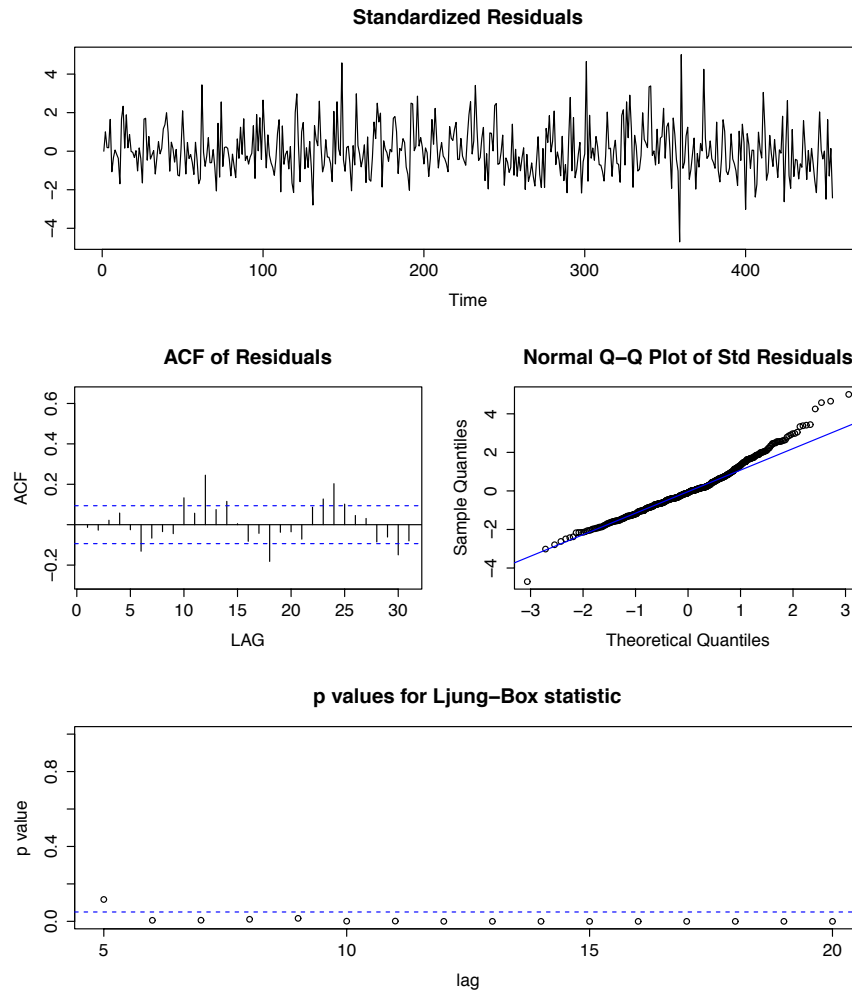 Standardized Residuals
4
2
0
−2
−4
0 100 200 300 400
Time
ACF of Residuals
ACF
0.6
0.4
0.2
−0.2
0 5 10 15 20 25 30
LAG
Normal Q−Q Plot of Std Residuals
Sample Quantiles
4
2
0
−2
−4
−3 −2 −1 0 1 2 3
Theoretical Quantiles
p values for Ljung−Box statistic
p value
0.8
0.4
0.0
5 10 15 20
lag